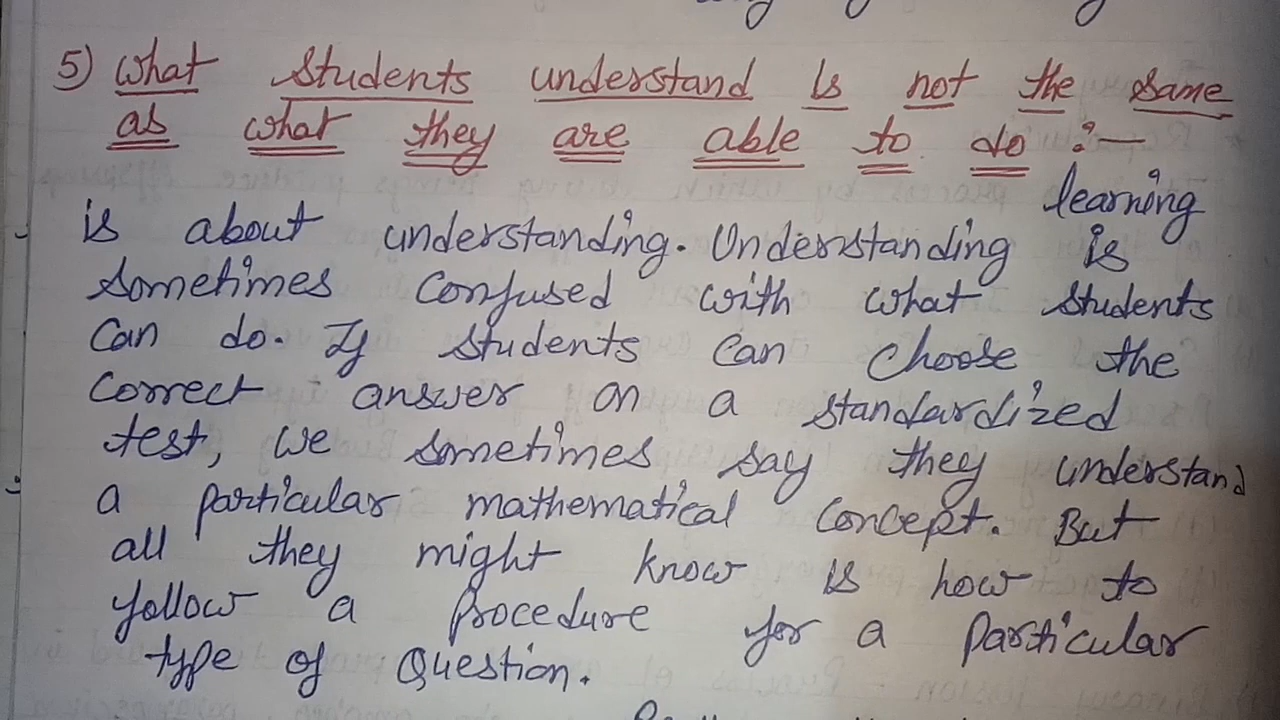 5) What students understand is not the same
as what they are able to do :-
learning
is about understanding. Understanding is
sometimes confused with what students
can do. If students can choose the
correct answer on a standardized
test, we sometimes say they understand
a particular mathematical concept. But
all they might know is how to
follow a procedure for a particular
type of question.